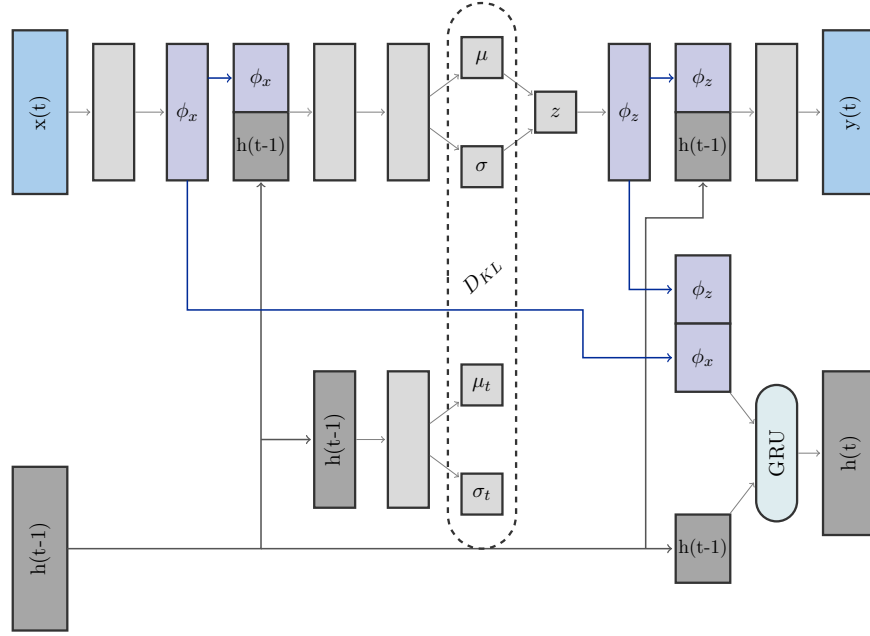 x(t)
ϕx
ϕx
h(t-1)
μ
σ
z
ϕz
ϕz
h(t-1)
y(t)
DKL
ϕz
ϕx
h(t-1)
μt
σt
GRU
h(t)
h(t-1)
h(t-1)